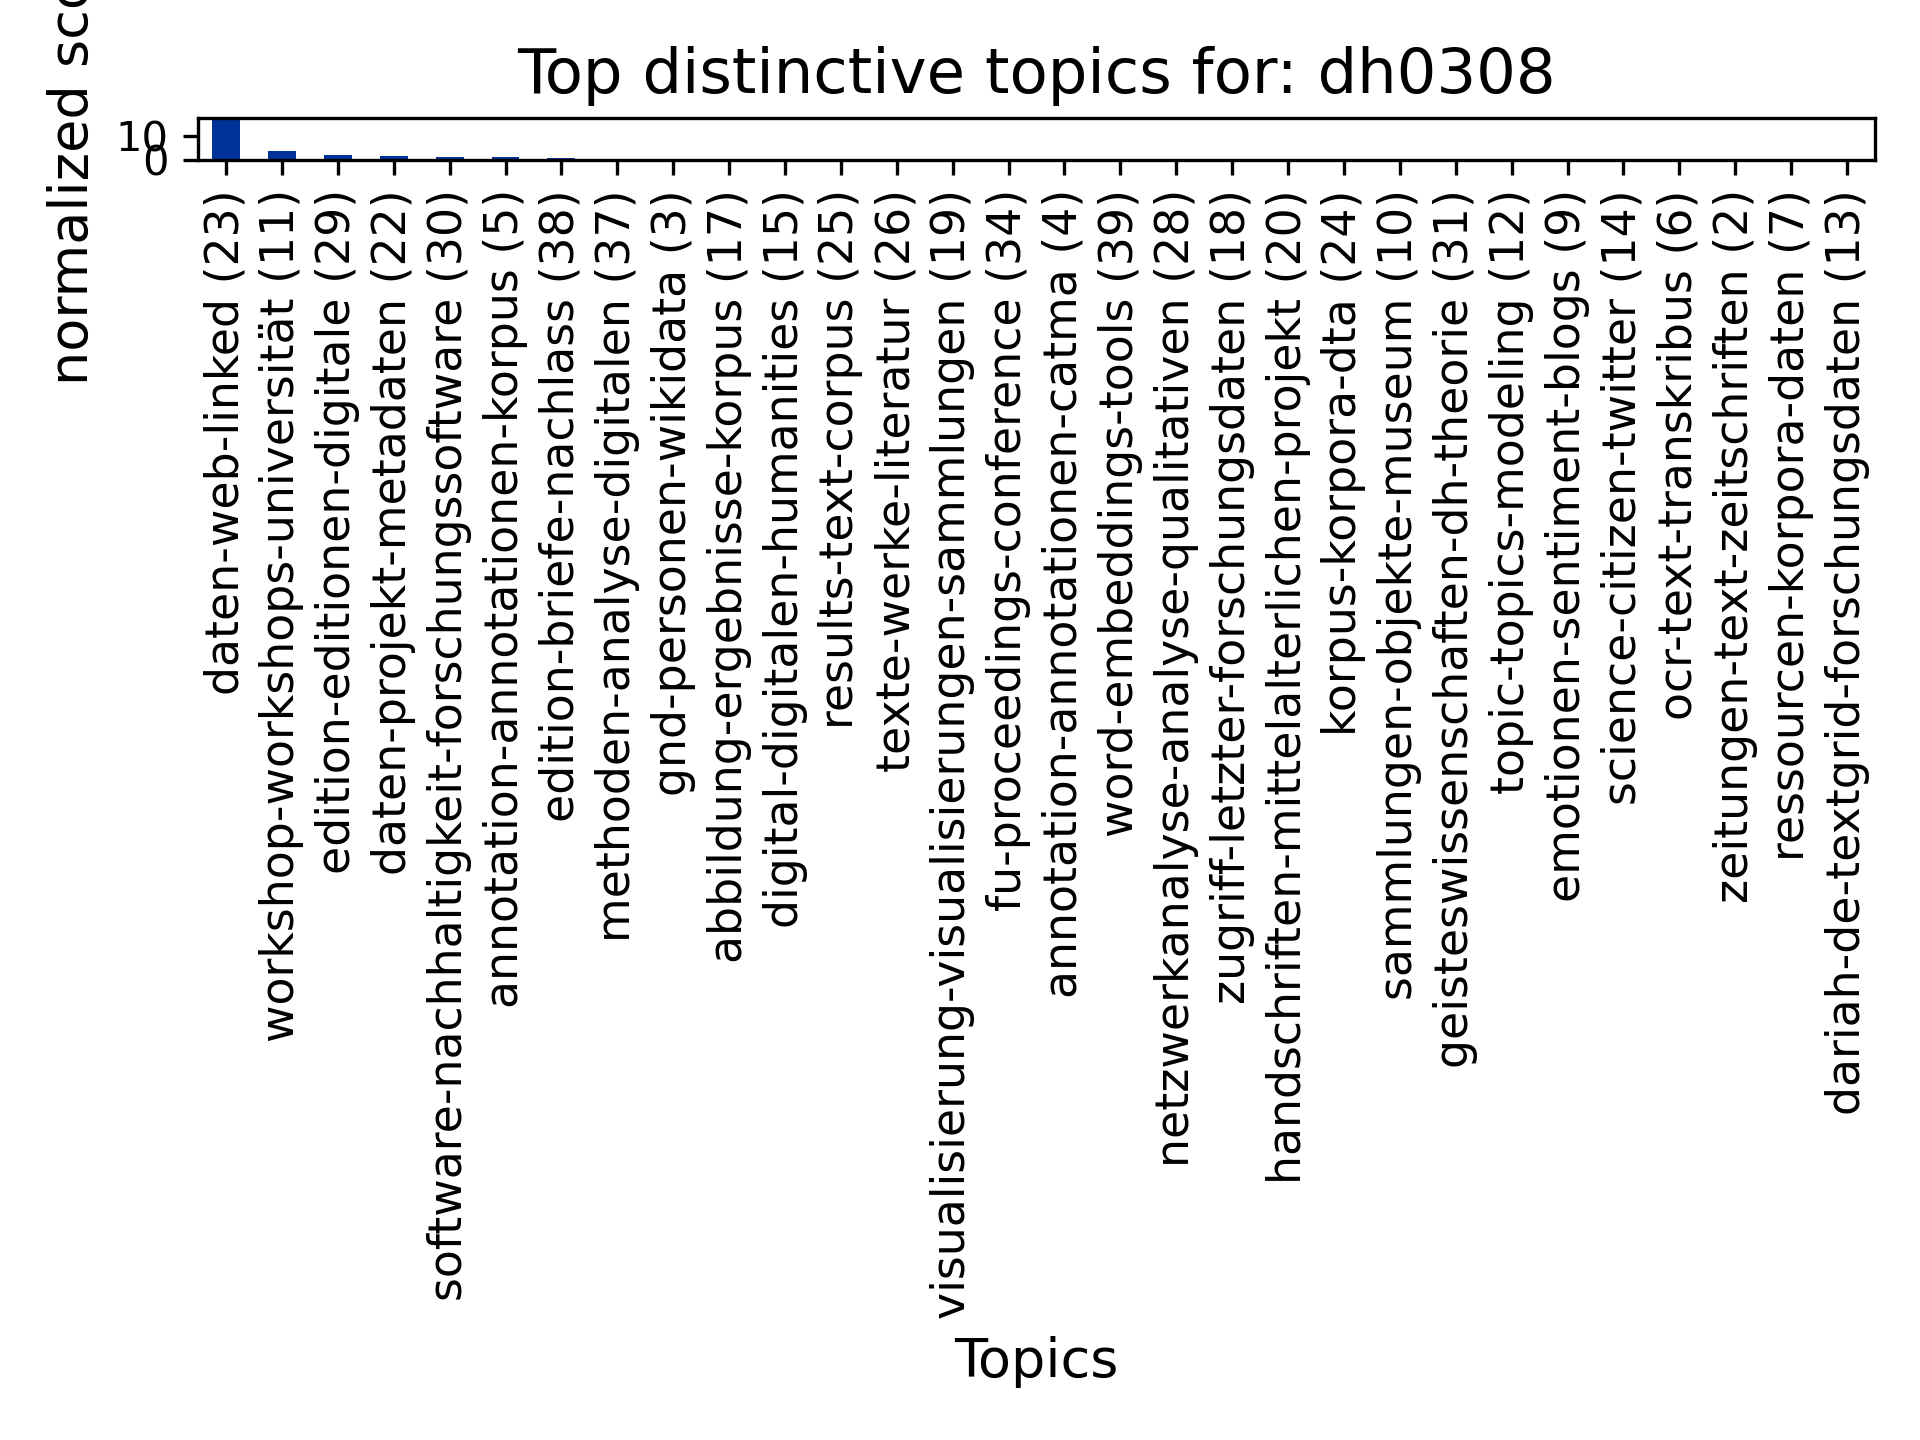 Top distinctive topics for: dh0308
normalized
10
0
daten-web-linked (23)
workshop-workshops-universität (11)
edition-editionen-digitale (29)
daten-projekt-metadaten (22)
software-nachhaltigkeit-forschungssoftware (30)
annotation-annotationen-korpus (5)
edition-briefe-nachlass (38)
methoden-analyse-digitalen (37)
gnd-personen-wikidata (3)
abbildung-ergebnisse-korpus (17)
digital-digitalen-humanities (15)
results-text-corpus (25)
texte-werke-literatur (26)
visualisierung-visualisierungen-sammlungen (19)
fu-proceedings-conference (34)
annotation-annotationen-catma (4)
word-embeddings-tools (39)
netzwerkanalyse-analyse-qualitativen (28)
zugriff-letzter-forschungsdaten (18)
handschriften-mittelalterlichen-projekt (20)
korpus-korpora-dta (24)
sammlungen-objekte-museum (10)
geisteswissenschaften-dh-theorie (31)
topic-topics-modeling (12)
emotionen-sentiment-blogs (9)
science-citizen-twitter (14)
ocr-text-transkribus (6)
zeitungen-text-zeitschriften (2)
ressourcen-korpora-daten (7)
dariah-de-textgrid-forschungsdaten (13)
Topics